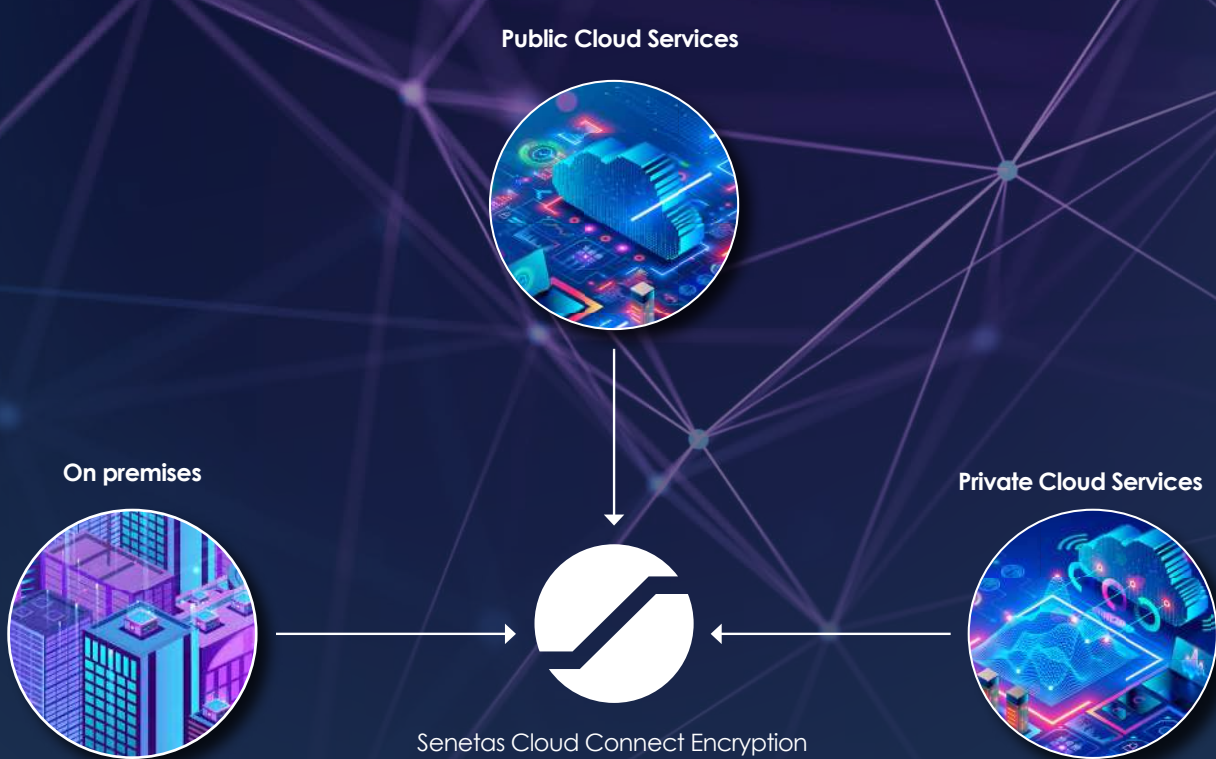 Public Cloud Services
On premises
Private Cloud Services
Senetas Cloud Connect Encryption